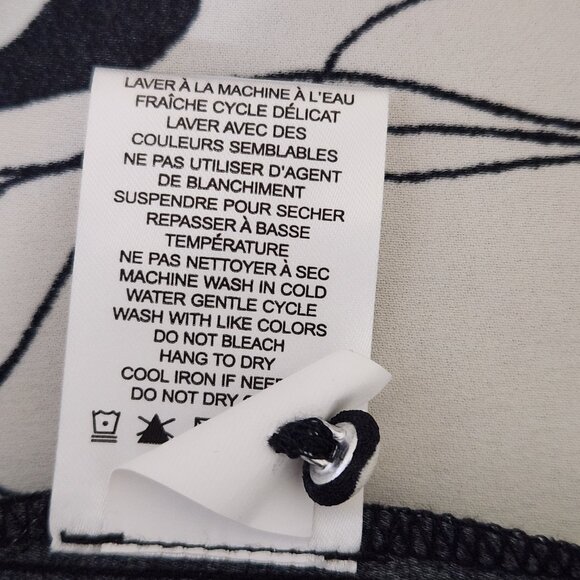 LAVER À LA MACHINE À L'EAU
FRAÎCHE CYCLE DÉLICAT
LAVER AVEC DES
COULEURS SEMBLABLES
NE PAS UTILISER D'AGENT
DE BLANCHIMENT
SUSPENDRE POUR SECHER
REPASSER À BASSE
TEMPÉRATURE
NE PAS NETTOYER À SEC
MACHINE WASH IN COLD
WATER GENTLE CYCLE
WASH WITH LIKE COLORS
DO NOT BLEACH
HANG TO DRY
COOL IRON IF
DO NOT DRY